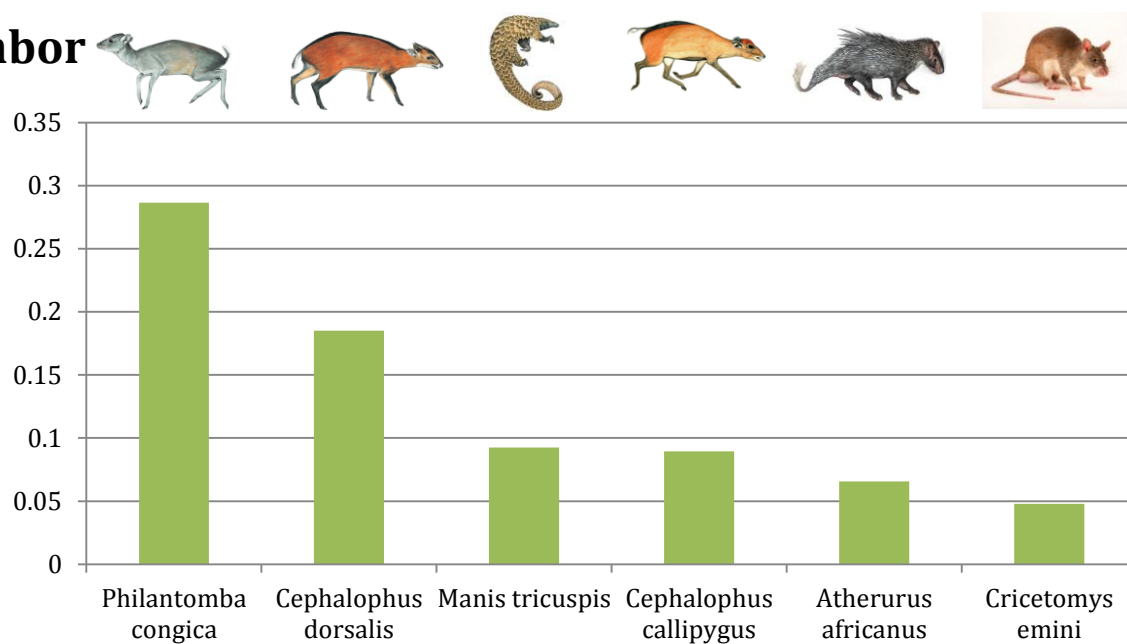 0.35
0.3
0.25
0.2
0.15
0.1
0.05
0
Philantomba
congica
Cephalophus
dorsalis
Manis tricuspis
Cephalophus
callipygus
Atherurus
africanus
Cricetomys
emini